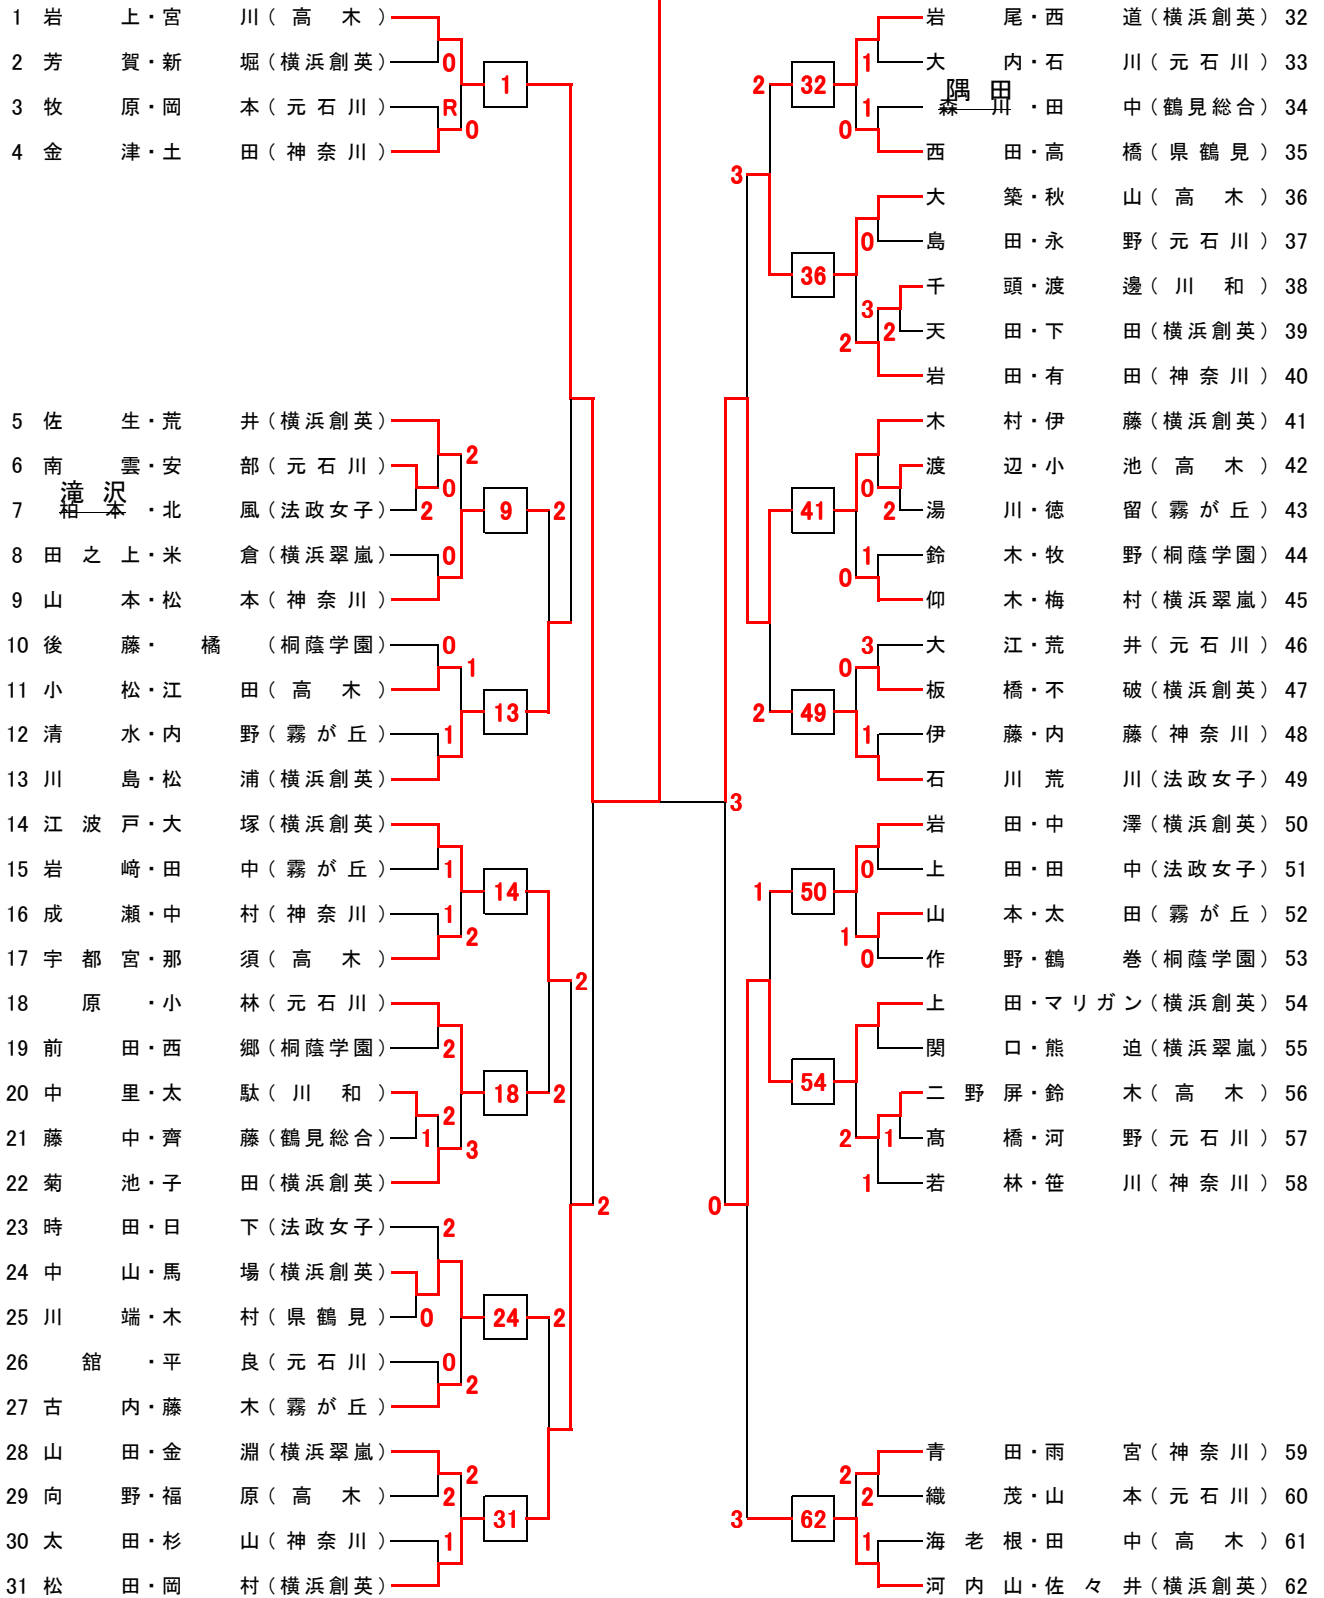 1 岩 上・宮 川（高 木）
2 芳 賀・新 堀（横浜創英）
3 牧 原・岡 本（元石川）
4 金 津・土 田（神奈川）
0
R
0
1
5 佐 生・荒 井（横浜創英）
6 南 雲・安 部（元石川）
滝 沢
7 柏 本・北 風（法政女子）
8 田 之 上・米 倉（横浜翠嵐）
9 山 本・松 本（神奈川）
2
0
2
0
9
2
10 後 藤・橘（桐蔭学園）
11 小 松・江 田（高 木）
12 清 水・内 野（霧が丘）
13 川 島・松 浦（横浜創英）
0
1
1
13
14 江 波 戸・大 塚（横浜創英）
15 岩 﨑・田 中（霧が丘）
16 成 瀬・中 村（神奈川）
17 宇 都 宮・那 須（高 木）
1
1
2
14
2
18 原・小 林（元石川）
19 前 田・西 郷（桐蔭学園）
20 中 里・太 駄（川 和）
21 藤 中・齊 藤（鶴見総合）
22 菊 池・子 田（横浜創英）
2
2
1
3
18
2
23 時 田・日 下（法政女子）
24 中 山・馬 場（横浜創英）
25 川 端・木 村（県鶴見）
26 舘・平 良（元石川）
27 古 内・藤 木（霧が丘）
2
0
0
2
24
2
2
28 山 田・金 淵（横浜翠嵐）
29 向 野・福 原（高 木）
30 太 田・杉 山（神奈川）
31 松 田・岡 村（横浜創英）
2
2
1
31
岩 尾・西 道（横浜創英） 32
大 内・石 川（元石川） 33
隅 田
森 川・田 中（鶴見総合） 34
西 田・高 橋（県鶴見） 35
2
32
1
1
0
3
大 築・秋 山（高 木） 36
島 田・永 野（元石川） 37
千 頭・渡 邊（川 和） 38
天 田・下 田（横浜創英） 39
岩 田・有 田（神奈川） 40
36
0
3
2
2
木 村・伊 藤（横浜創英） 41
渡 辺・小 池（高 木） 42
湯 川・徳 留（霧が丘） 43
鈴 木・牧 野（桐蔭学園） 44
仰 木・梅 村（横浜翠嵐） 45
41
0
2
1
0
大 江・荒 井（元石川） 46
板 橋・不 破（横浜創英） 47
伊 藤・内 藤（神奈川） 48
石 川 荒 川（法政女子） 49
3
0
2
49
1
3
岩 田・中 澤（横浜創英） 50
上 田・田 中（法政女子） 51
山 本・太 田（霧が丘） 52
作 野・鶴 巻（桐蔭学園） 53
1
50
0
1
0
上 田・マリガン（横浜創英） 54
関 口・熊 迫（横浜翠嵐） 55
二 野 屏・鈴 木（高 木） 56
髙 橋・河 野（元石川） 57
若 林・笹 川（神奈川） 58
54
2
1
1
0
青 田・雨 宮（神奈川） 59
織 茂・山 本（元石川） 60
海 老 根・田 中（高 木） 61
河 内 山・佐 々 井（横浜創英） 62
2
2
3
62
1